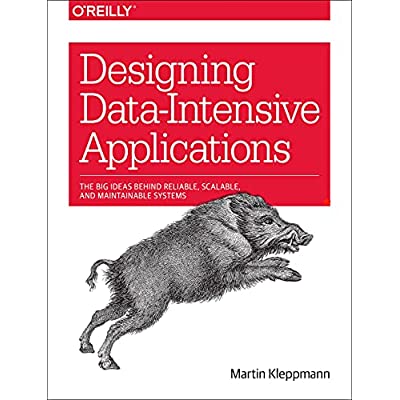 O'REILLY®
Designing
Data-Intensive
Applications
THE BIG IDEAS BEHIND RELIABLE, SCALABLE,
AND MAINTAINABLE SYSTEMS
Martin Kleppmann